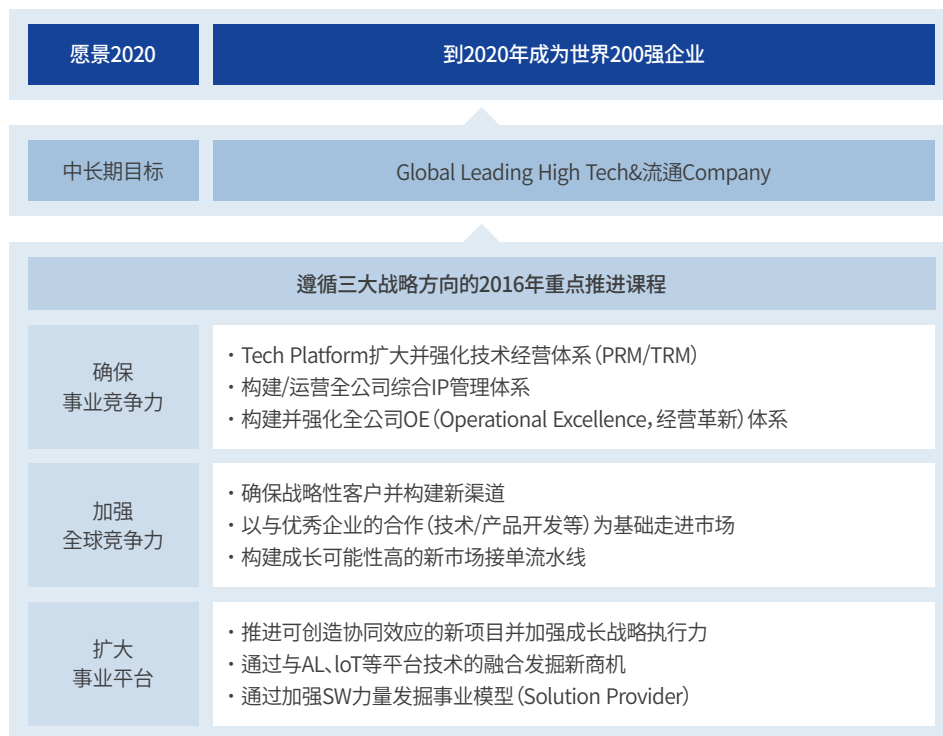 愿景2020
到2020年成为世界200强企业
中长期目标
Global Leading High Tech&流通Company
遵循三大战略方向的2016年重点推进课程
确保
事业竞争力
・Tech Platform扩大并强化技术经营体系（PRM/TRM）
・构建/运营全公司综合IP管理体系
・构建并强化全公司OE（Operational Excellence，经营革新）体系
加强
全球竞争力
・确保战略性客户并构建新渠道
・以与优秀企业的合作（技术/产品开发等）为基础走进市场
・构建成长可能性高的新市场接单流水线
扩大
事业平台
・推进可创造协同效应的新项目并加强成长战略执行力
・通过与AL、loT等平台技术的融合发掘新商机
・通过加强SW力量发掘事业模型（Solution Provider）